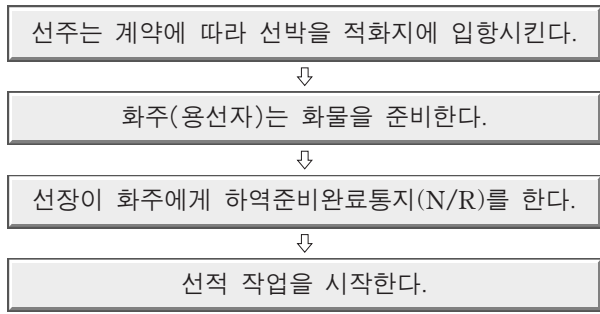 선주는 계약에 따라 선박을 적화지에 입항시킨다.
화주(용선자)는 화물을 준비한다.
선장이 화주에게 하역준비완료통지(N/R)를 한다.
선적 작업을 시작한다.